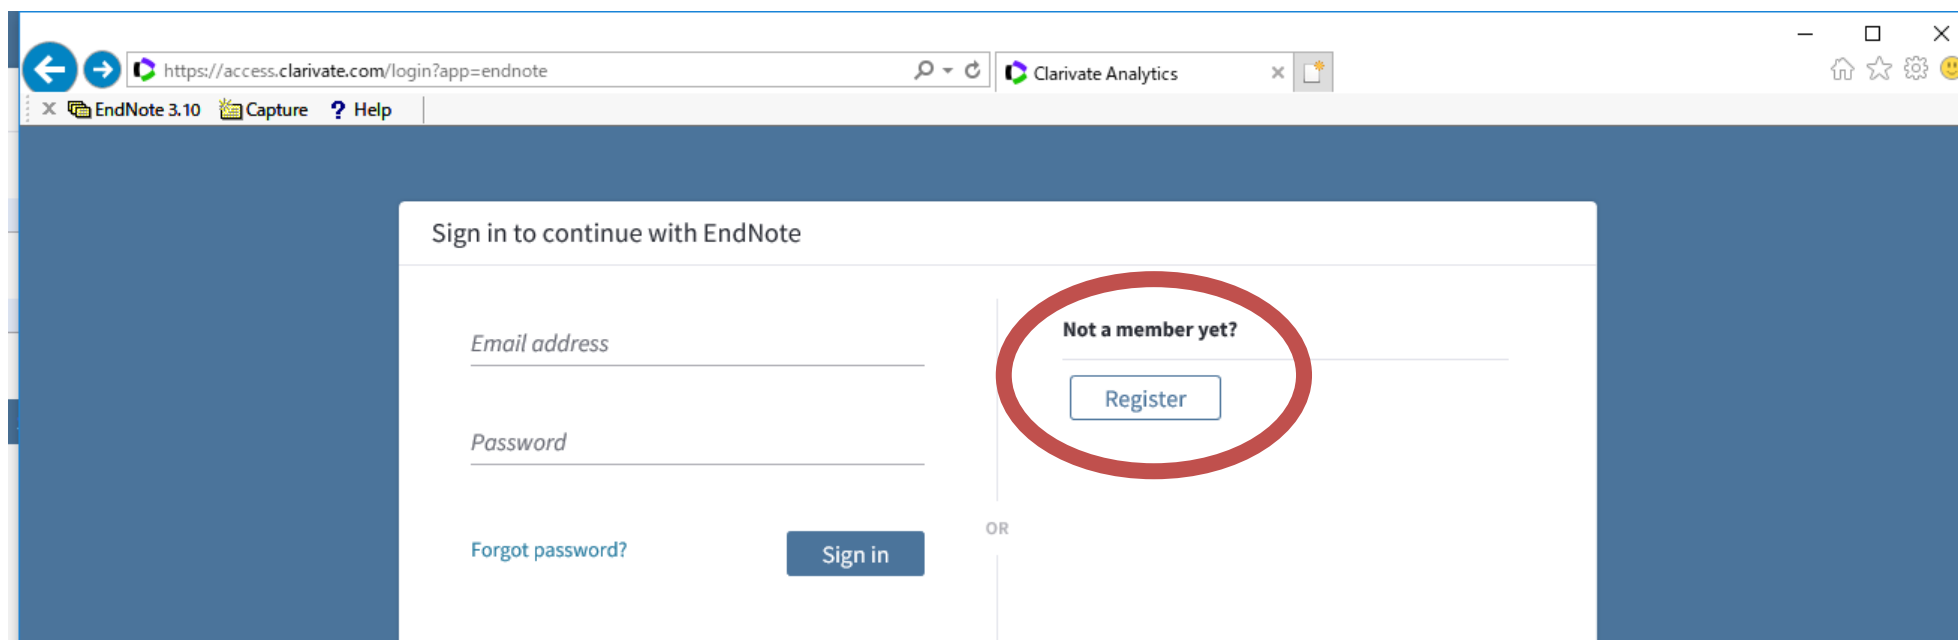 https://access.clarivate.com/login?app=endnote
Clarivate Analytics
EndNote 3.10 Capture ? Help
Sign in to continue with EndNote
Email address
Password
Forgot password?
Sign in
OR
Not a member yet?
Register